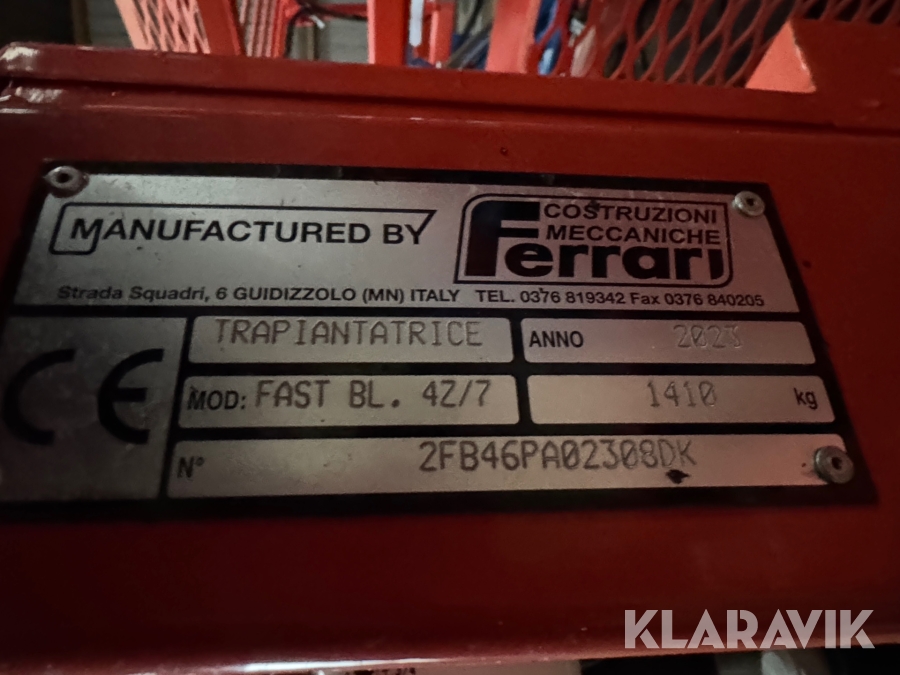 MANUFACTURED BY
COSTRUZIONI
MECCANICHE
Ferrari
Strada Squadri, 6 GUIDIZZOLO (MN) ITALY TEL. 0376 819342 Fax 0376 840205
CE
TRAPIANTATRICE
ANNO 2023
MOD: FAST BL. 4Z/7
1410 kg
N° 2FB46PA02308DK
KLARAVIK